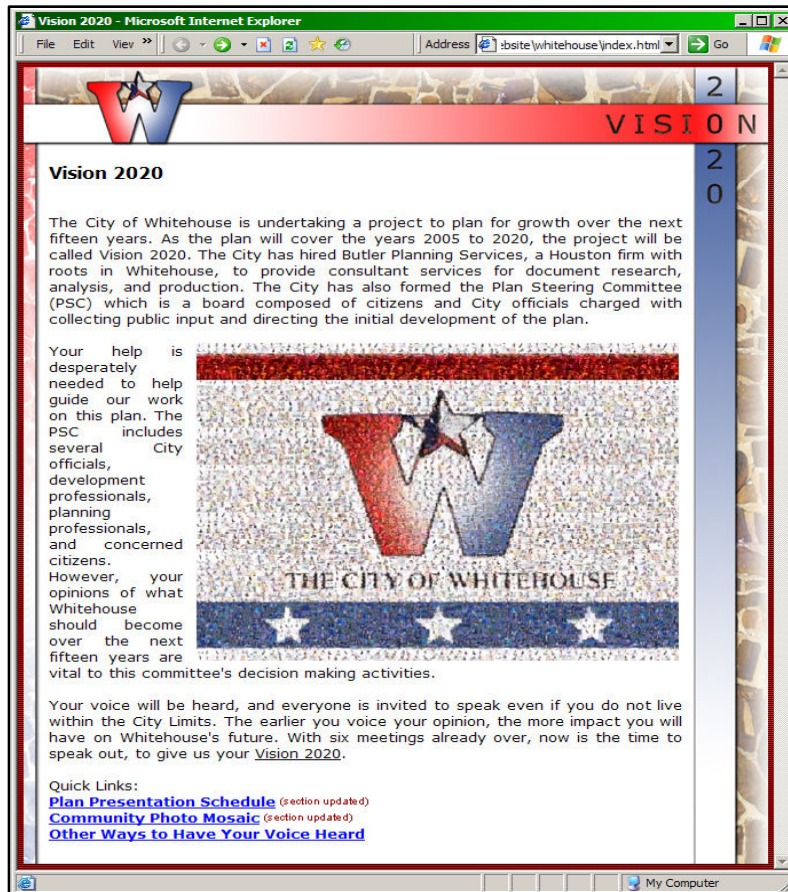 Vision 2020 - Microsoft Internet Explorer
File Edit View »
Address ebsite\whitehouse\index.html Go
2
VISION
0
2
0
Vision 2020
The City of Whitehouse is undertaking a project to plan for growth over the next
fifteen years. As the plan will cover the years 2005 to 2020, the project will be
called Vision 2020. The City has hired Butler Planning Services, a Houston firm with
roots in Whitehouse, to provide consultant services for document research,
analysis, and production. The City has also formed the Plan Steering Committee
(PSC) which is a board composed of citizens and City officials charged with
collecting public input and directing the initial development of the plan.
Your help is
desperately
needed to help
guide our work
on this plan. The
PSC includes
several City
officials,
development
professionals,
planning
professionals,
and concerned
citizens.
However, your
opinions of what
Whitehouse
should become
over the next
fifteen years are
vital to this committee's decision making activities.
W
THE CITY OF WHITEHOUSE
Your voice will be heard, and everyone is invited to speak even if you do not live
within the City Limits. The earlier you voice your opinion, the more impact you will
have on Whitehouse's future. With six meetings already over, now is the time to
speak out, to give us your Vision 2020.
Quick Links:
Plan Presentation Schedule (section updated)
Community Photo Mosaic (section updated)
Other Ways to Have Your Voice Heard
My Computer